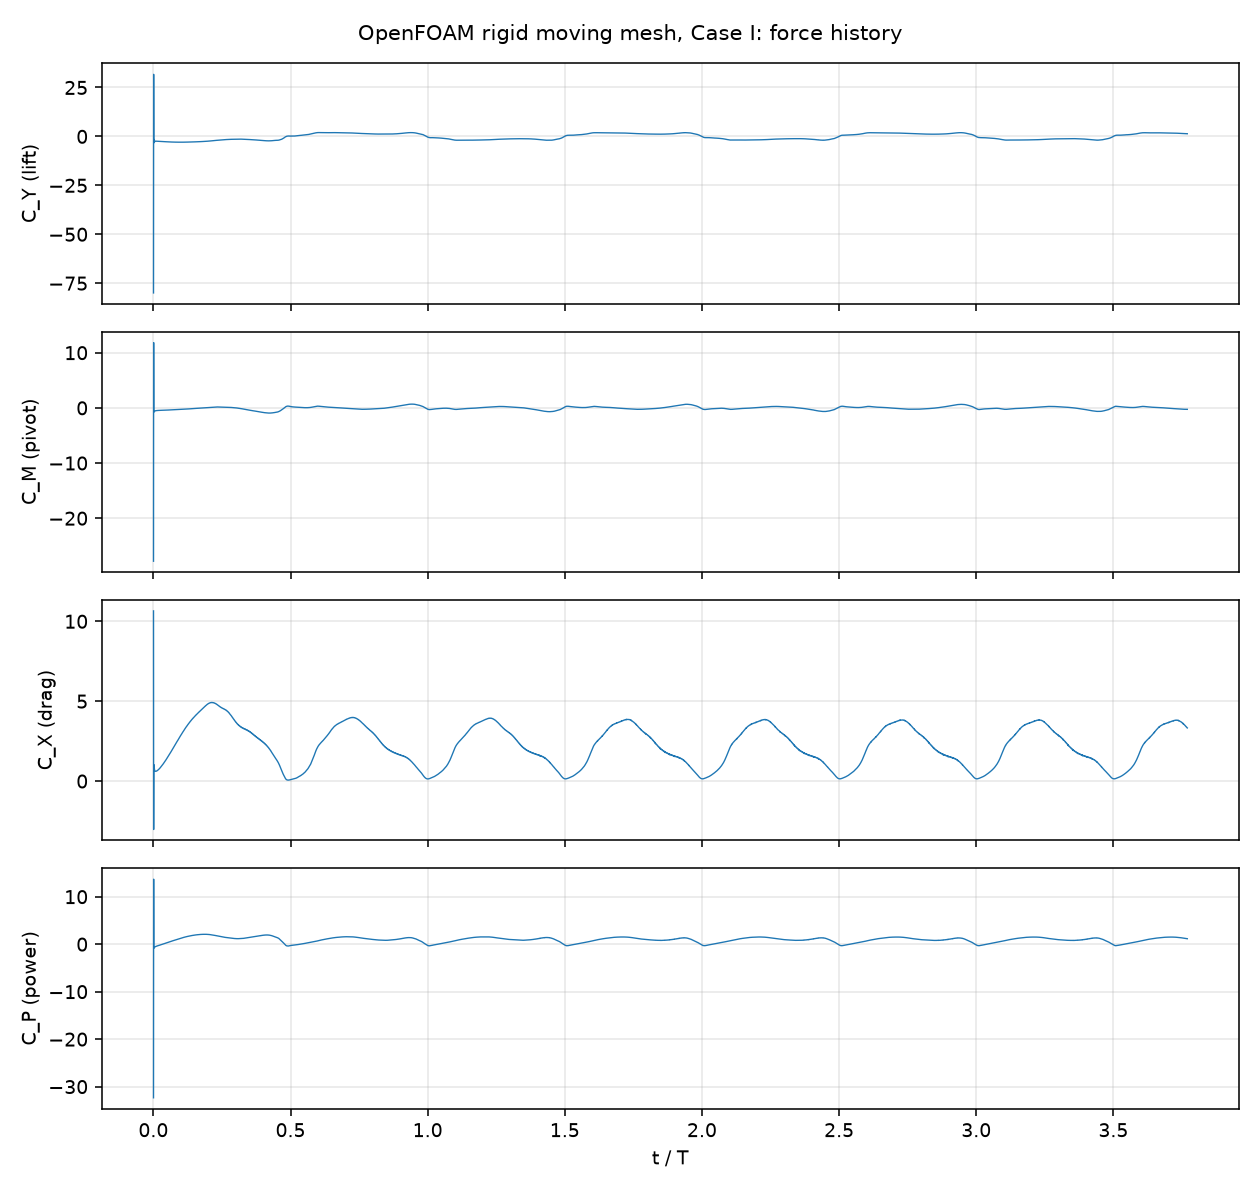 OpenFOAM rigid moving mesh, Case I: force history
25
0
−25
−50
−75
C_Y (lift)
10
0
−10
−20
C_M (pivot)
10
5
0
C_X (drag)
10
0
−10
−20
−30
C_P (power)
0.0 0.5 1.0 1.5 2.0 2.5 3.0 3.5
t / T